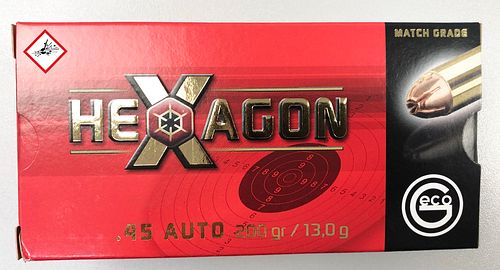 MATCH GRADE
HEXAGON
.45 AUTO 200 gr / 13,0 g
Geco